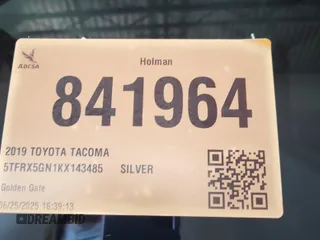 ADESA
Holman
841964
2019 TOYOTA TACOMA
5TFRX5GN1KX143485 SILVER
Golden Gate
06/25/2025 16:39:13
DREAMBID